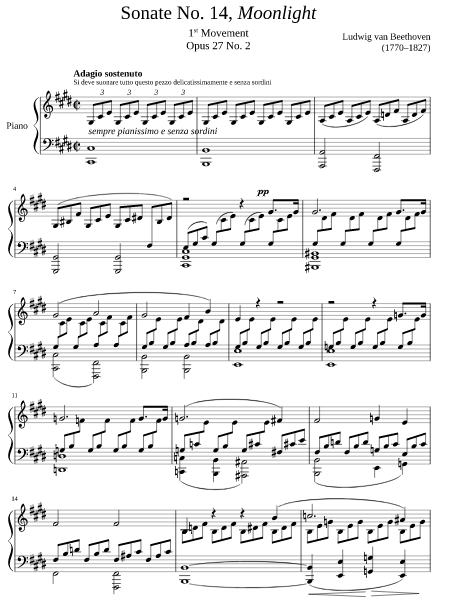 Sonate No. 14, Moonlight
1st Movement
Opus 27 No. 2
Ludwig van Beethoven
(1770–1827)
Adagio sostenuto
Si deve suonare tutto questo pezzo delicatissimamente e senza sordini
3 3 3 3
Piano
sempre pianissimo e senza sordini
4
pp
7
11
14